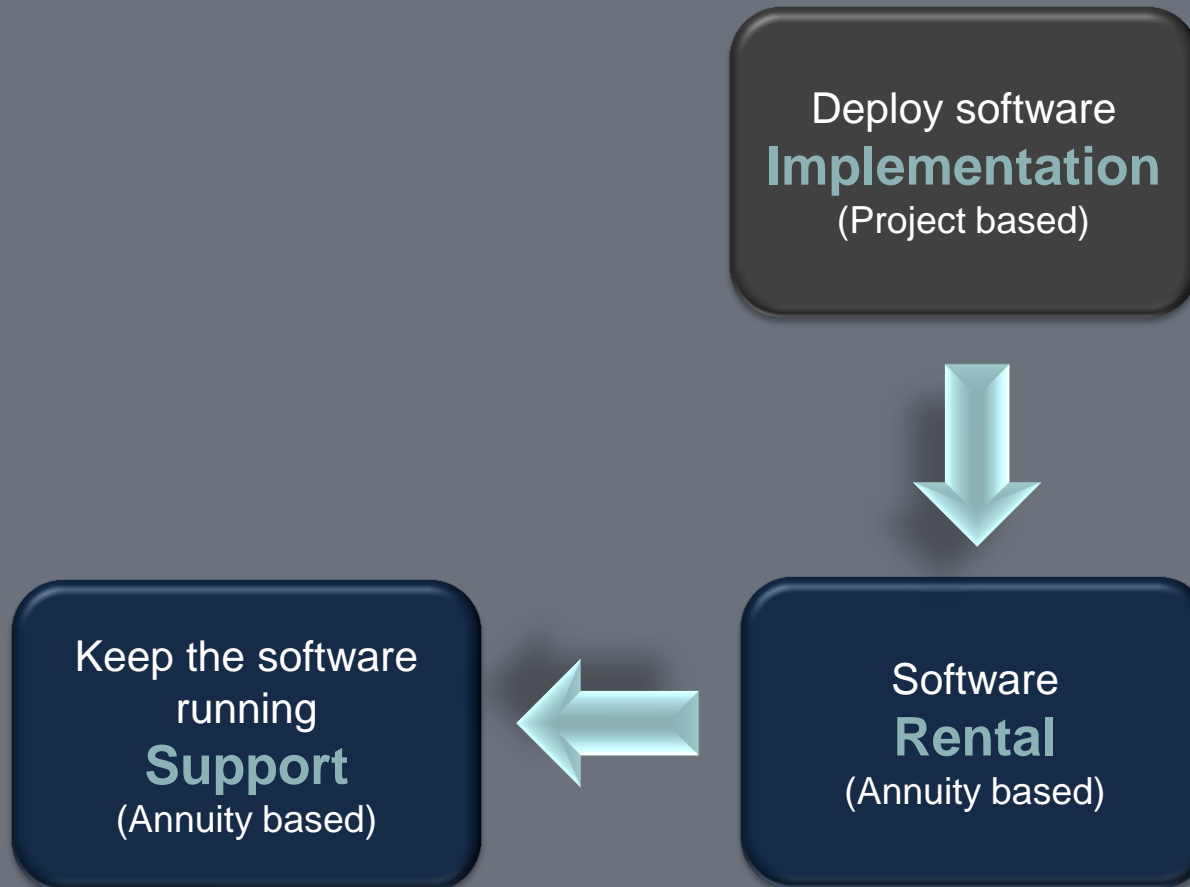 Deploy software
Implementation
(Project based)
Keep the software
running
Support
(Annuity based)
Software
Rental
(Annuity based)